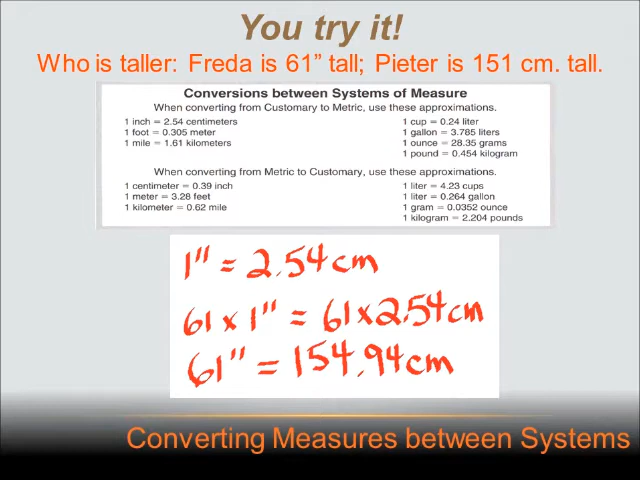 You try it!
Who is taller: Freda is 61” tall; Pieter is 151 cm. tall.
Conversions between Systems of Measure
When converting from Customary to Metric, use these approximations.
1 inch = 2.54 centimeters
1 foot = 0.305 meter
1 mile = 1.61 kilometers
1 cup = 0.24 liter
1 gallon = 3.785 liters
1 ounce = 28.35 grams
1 pound = 0.454 kilogram
When converting from Metric to Customary, use these approximations.
1 centimeter = 0.39 inch
1 meter = 3.28 feet
1 kilometer = 0.62 mile
1 liter = 4.23 cups
1 liter = 0.264 gallon
1 gram = 0.0352 ounce
1 kilogram = 2.204 pounds
1" = 2.54 cm
61 x 1" = 61 x 2.54 cm
61" = 154.94 cm
Converting Measures between Systems